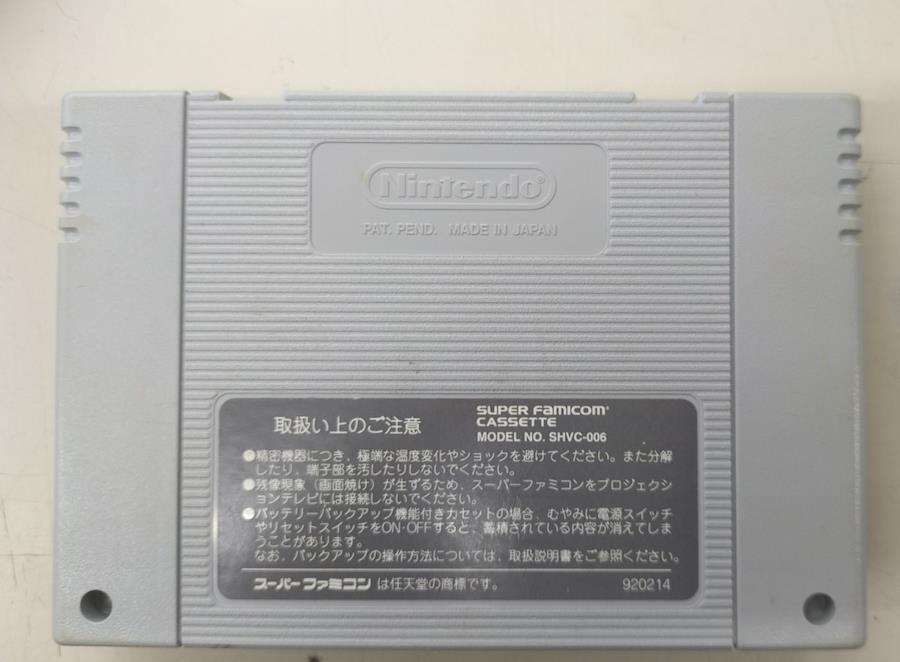 Nintendo®
PAT. PEND. MADE IN JAPAN
取扱い上のご注意
SUPER FAMICOM
CASSETTE
MODEL NO. SHVC-006
●精密機器につき、極端な温度変化やショックを避けてください。また分解
したり、端子部を汚したりしないでください。
●残像現象（画面焼け）が生ずるため、スーパーファミコンをプロジェクシ
ョンテレビには接続しないでください。
●バッテリーバックアップ機能付きカセットの場合、むやみに電源スイッチ
やリセットスイッチをON·OFFすると、蓄積されている内容が消えてしま
うことがあります。
なお、バックアップの操作方法については、取扱説明書をご参照ください。
スーパーファミコン は任天堂の商標です。 920214